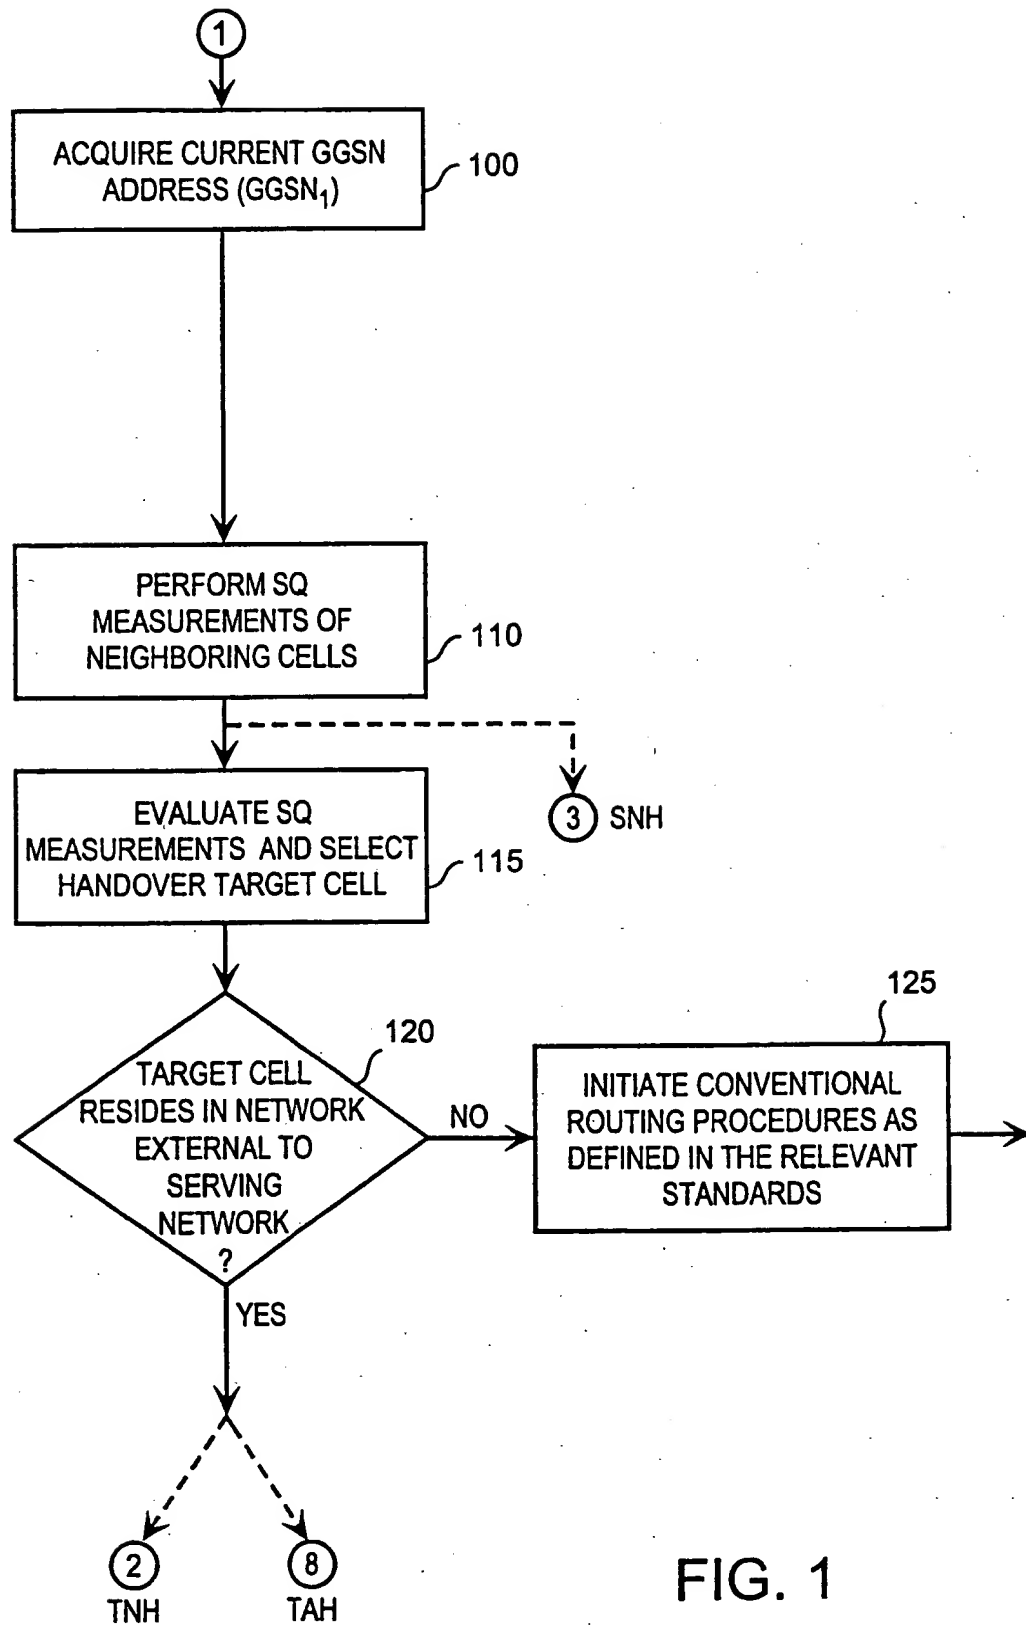 1
ACQUIRE CURRENT GGSN
ADDRESS (GGSN1)
100
PERFORM SQ
MEASUREMENTS OF
NEIGHBORING CELLS
110
EVALUATE SQ
MEASUREMENTS AND SELECT
HANDOVER TARGET CELL
115
3 SNH
120
TARGET CELL
RESIDES IN NETWORK
EXTERNAL TO
SERVING
NETWORK
?
NO
125
INITIATE CONVENTIONAL
ROUTING PROCEDURES AS
DEFINED IN THE RELEVANT
STANDARDS
YES
2
TNH
8
TAH
FIG. 1